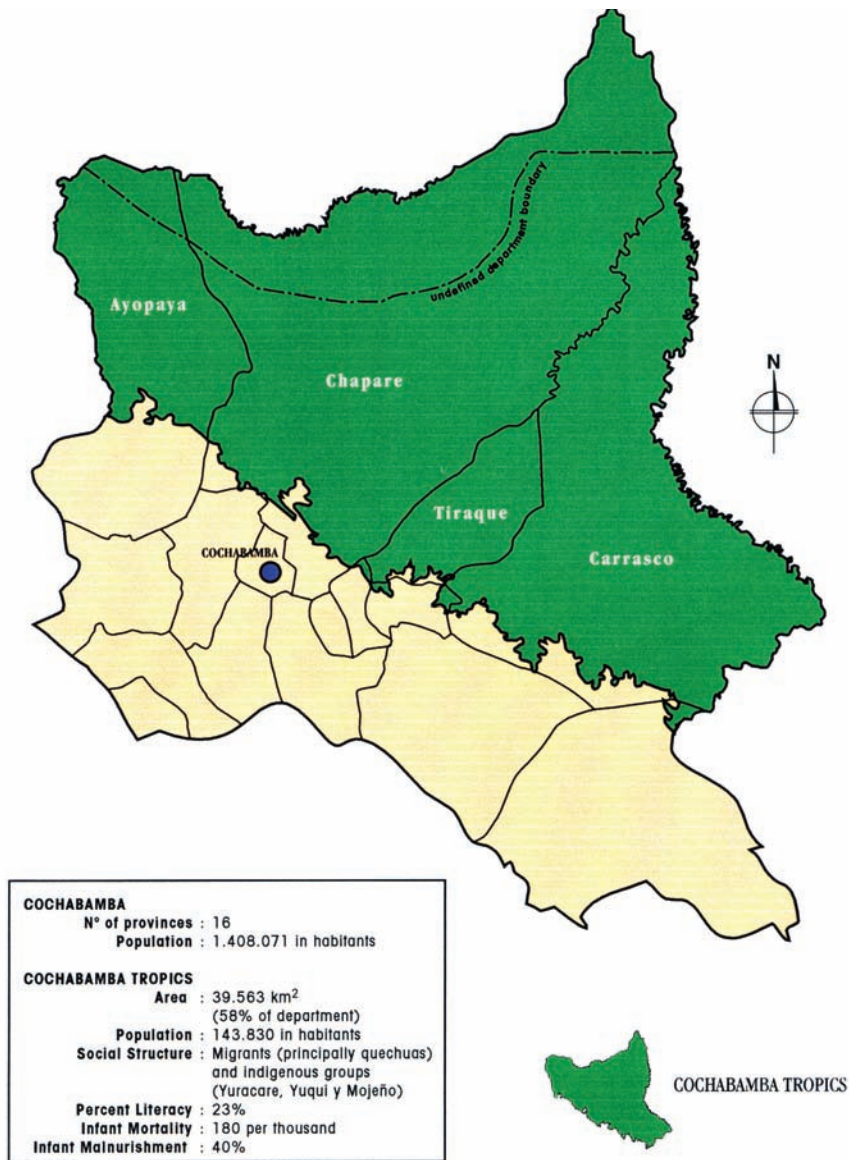 undefined department boundary
Ayopaya
Chapare
N
Tiraque
COCHABAMBA
Carrasco
COCHABAMBA
Nº of provinces : 16
Population : 1.408.071 in habitants
COCHABAMBA TROPICS
Area : 39.563 km²
(58% of department)
Population : 143.830 in habitants
Social Structure : Migrants (principally quechuas)
and indigenous groups
(Yuracare, Yuqui y Mojeño)
Percent Literacy : 23%
Infant Mortality : 180 per thousand
Infant Malnurishment : 40%
COCHABAMBA TROPICS